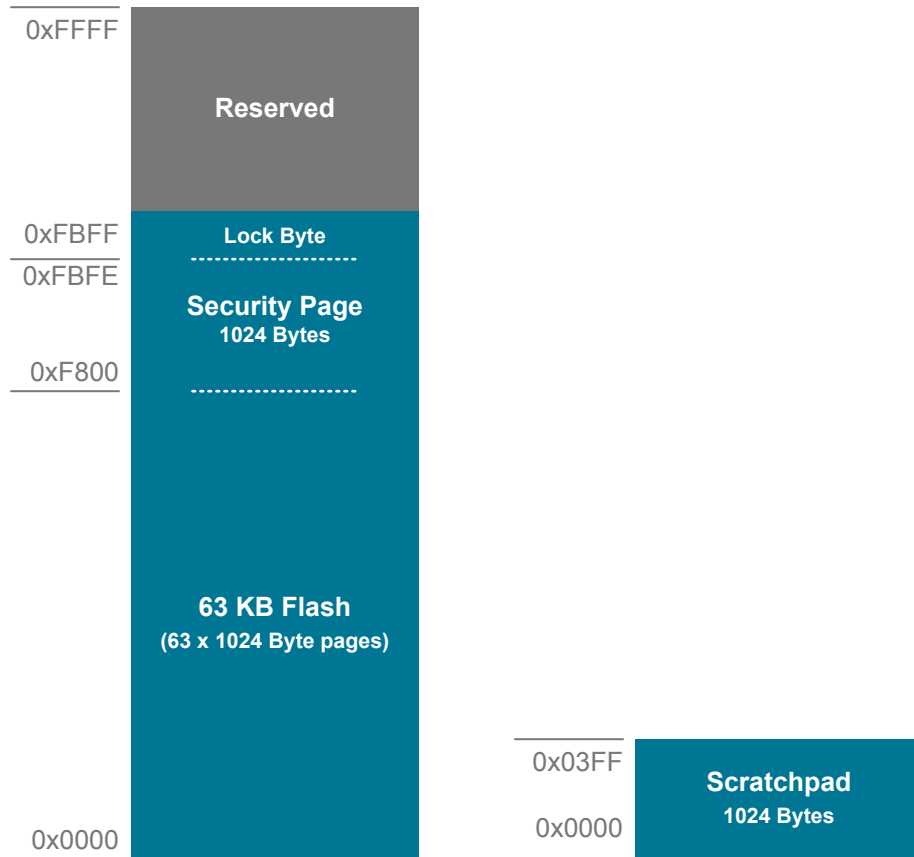 0xFFFF
Reserved
0xFBFF
Lock Byte
0xFBFE
Security Page
1024 Bytes
0xF800
63 KB Flash
(63 x 1024 Byte pages)
0x0000
0x03FF
Scratchpad
1024 Bytes
0x0000